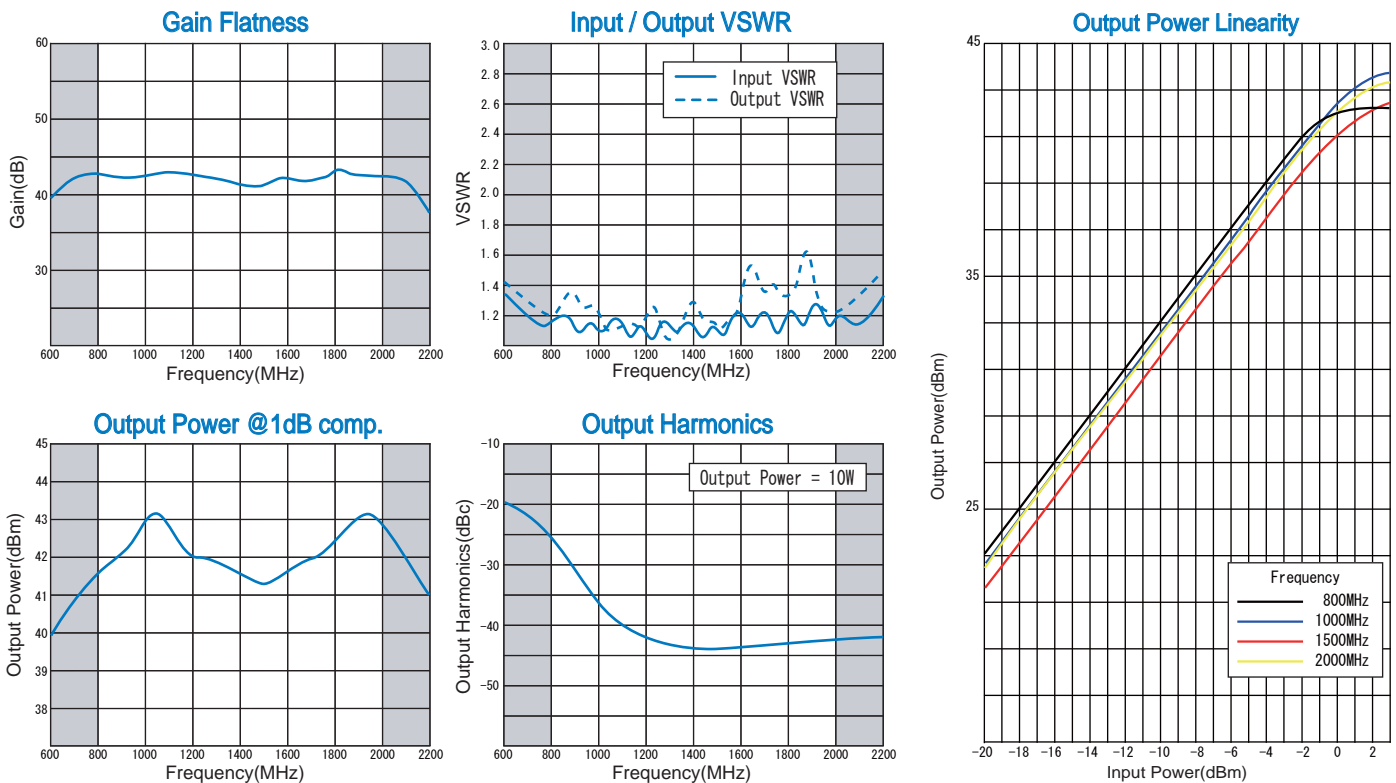 Gain Flatness
60
50
40
30
Gain(dB)
600 800 1000 1200 1400 1600 1800 2000 2200
Frequency(MHz)
Input / Output VSWR
3.0
2.8
2.6
2.4
2.2
2.0
1.8
1.6
1.4
1.2
VSWR
Input VSWR
Output VSWR
600 800 1000 1200 1400 1600 1800 2000 2200
Frequency(MHz)
Output Power @1dB comp.
45
44
43
42
41
40
39
38
Output Power(dBm)
600 800 1000 1200 1400 1600 1800 2000 2200
Frequency(MHz)
Output Harmonics
-10
-20
-30
-40
-50
Output Harmonics(dBc)
Output Power = 10W
600 800 1000 1200 1400 1600 1800 2000 2200
Frequency(MHz)
Output Power Linearity
45
35
25
Output Power(dBm)
Frequency
800MHz
1000MHz
1500MHz
2000MHz
-20 -18 -16 -14 -12 -10 -8 -6 -4 -2 0 2
Input Power(dBm)